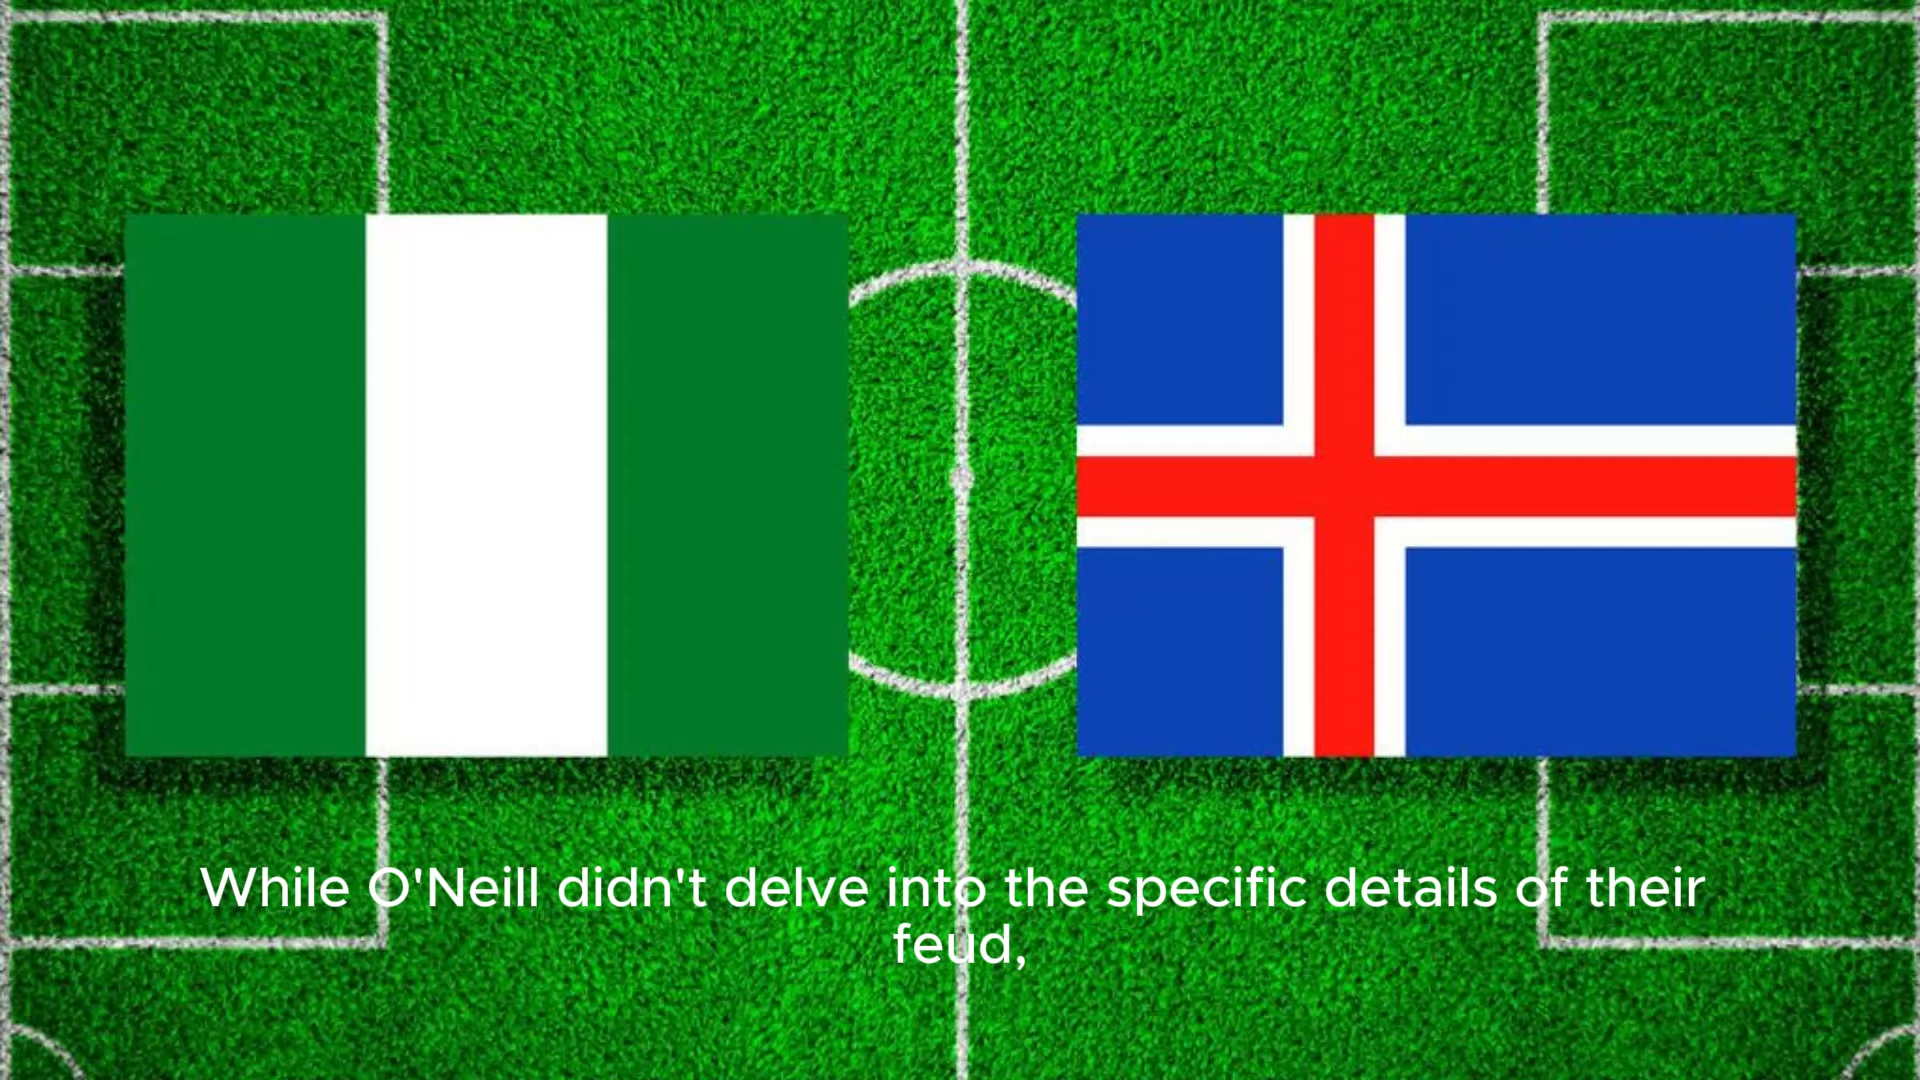 While O'Neill didn't delve into the specific details of their
feud,